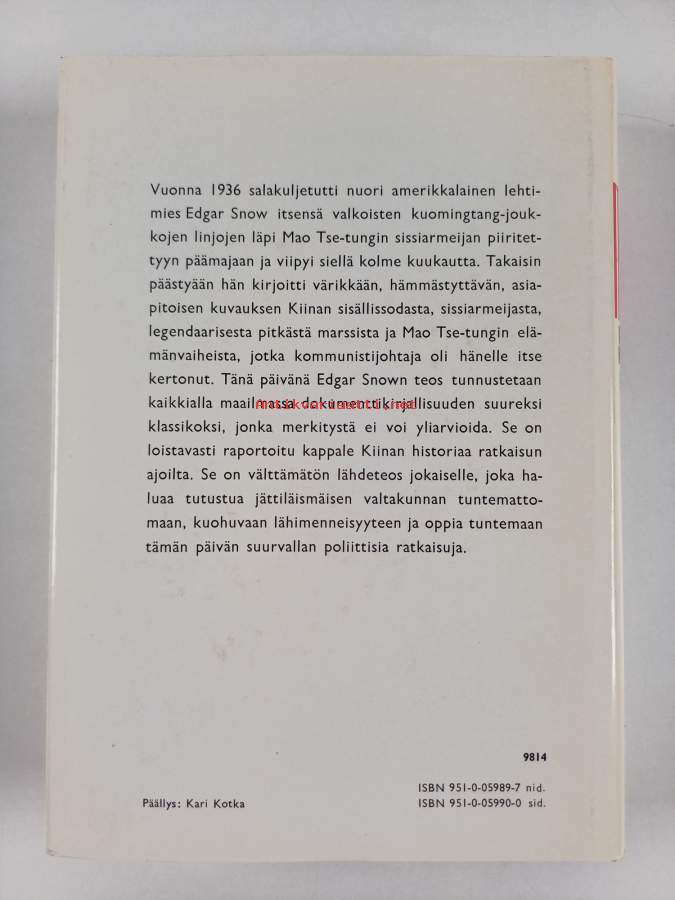 Vuonna 1936 salakuljetutti nuori amerikkalainen lehti-
mies Edgar Snow itsensä valkoisten kuomingtang-jouk-
kojen linjojen läpi Mao Tse-tungin sissiarmeijan piiritet-
tyyn päämajaan ja viipyi siellä kolme kuukautta. Takaisin
päästyään hän kirjoitti värikkään, hämmästyttävän, asia-
pitoisen kuvauksen Kiinan sisällissodasta, sissiarmeijasta,
legendaarisesta pitkästä marssista ja Mao Tse-tungin elä-
mänvaiheista, jotka kommunistijohtaja oli hänelle itse
kertonut. Tänä päivänä Edgar Snown teos tunnustetaan
kaikkialla maailmassa dokumenttikirjallisuuden suureksi
Antikvariaatti.net
klassikoksi, jonka merkitystä ei voi yliarvioida. Se on
loistavasti raportoitu kappale Kiinan historiaa ratkaisun
ajoilta. Se on välttämätön lähdeteos jokaiselle, joka ha-
luaa tutustua jättiläismäisen valtakunnan tuntematto-
maan, kuohuvaan lähimenneisyyteen ja oppia tuntemaan
tämän päivän suurvallan poliittisia ratkaisuja.
9814
ISBN 951-0-05989-7 nid.
ISBN 951-0-05990-0 sid.
Päällys: Kari Kotka